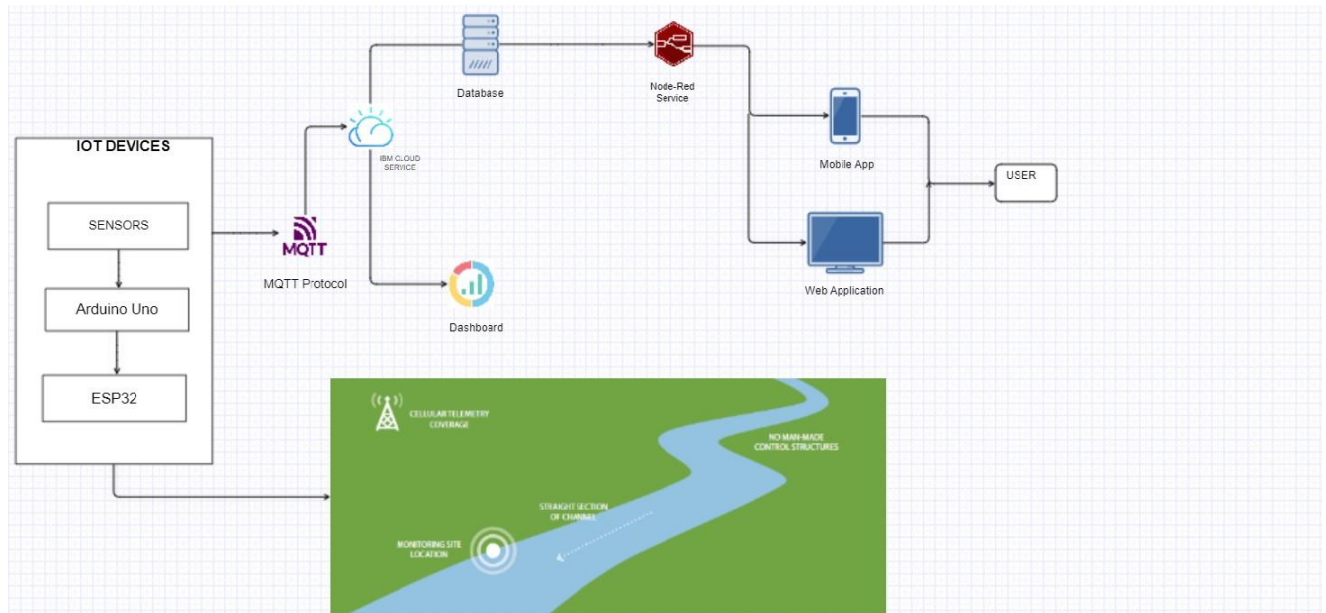 IOT DEVICES
SENSORS
Arduino Uno
ESP32
MQTT
MQTT Protocol
IBM CLOUD
SERVICE
Database
Dashboard
Node-Red
Service
Mobile App
Web Application
USER
CELLULAR TELEMETRY
COVERAGE
NO MAN-MADE
CONTROL STRUCTURES
STRAIGHT SECTION
OF CHANNEL
MONITORING SITE
LOCATION